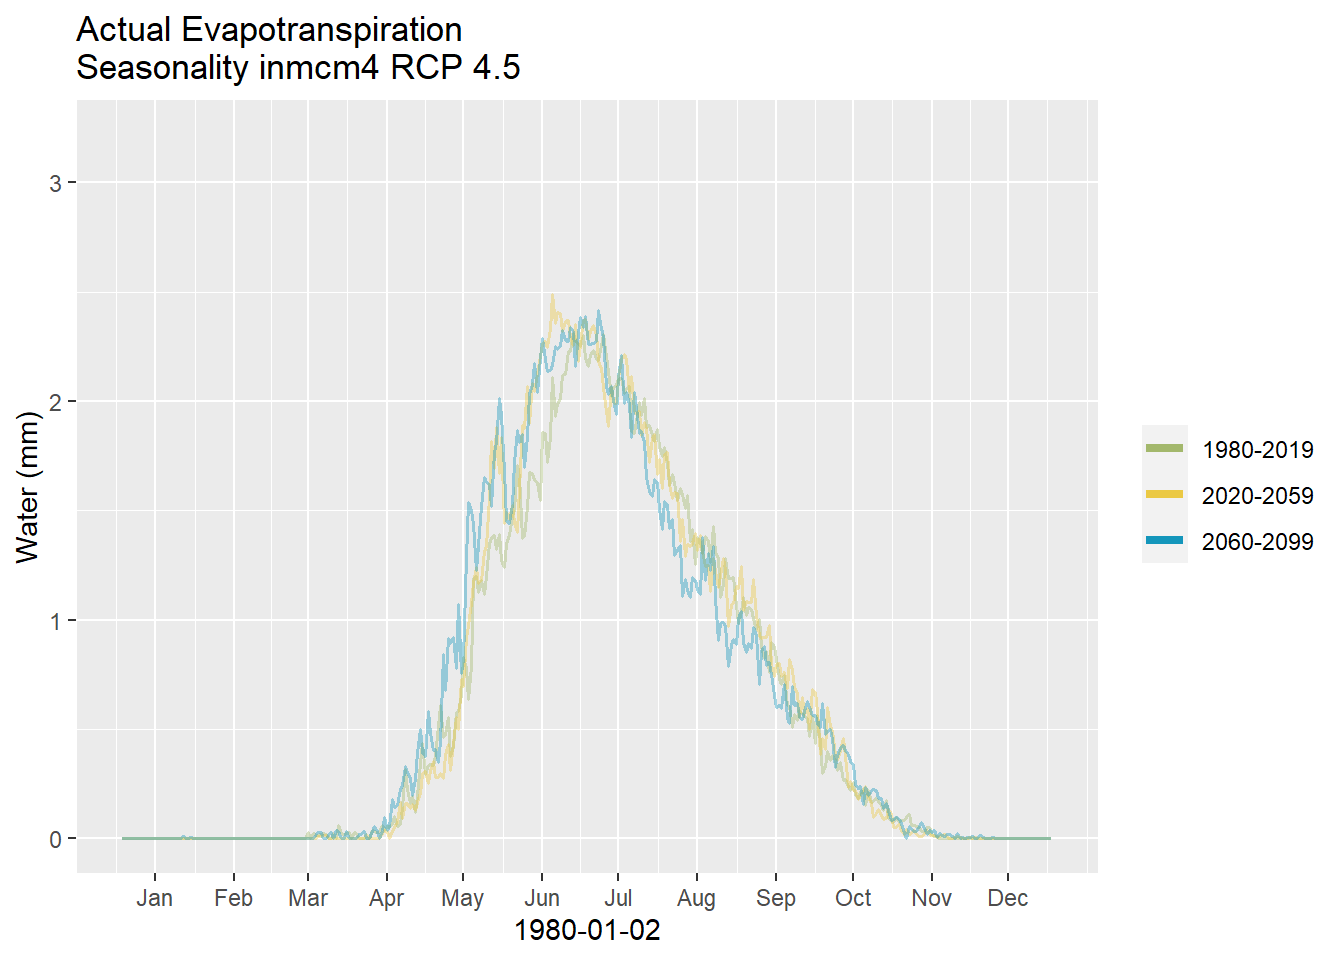 Actual Evapotranspiration
Seasonality inmcm4 RCP 4.5
3
2
1
0
Water (mm)
Jan Feb Mar Apr May Jun Jul Aug Sep Oct Nov Dec
1980-01-02
1980-2019
2020-2059
2060-2099